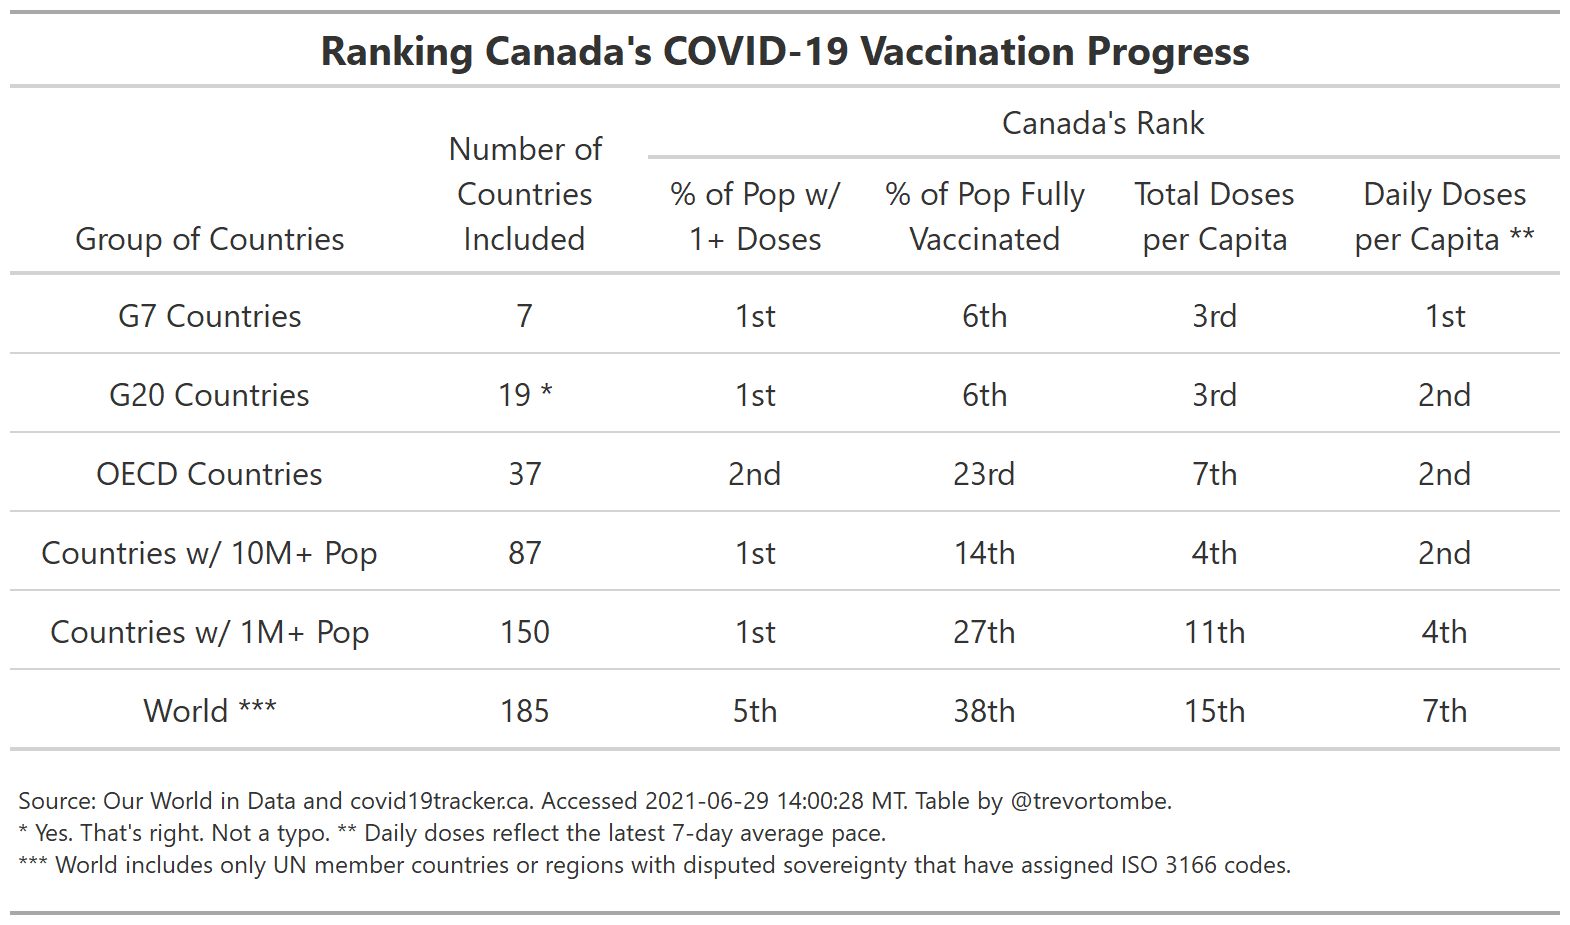 Ranking Canada's COVID-19 Vaccination Progress
Canada's Rank
Number of
Countries
Included
% of Pop w/
1+ Doses
% of Pop Fully
Vaccinated
Total Doses
per Capita
Daily Doses
per Capita **
Group of Countries
G7 Countries 7 1st 6th 3rd 1st
G20 Countries 19 * 1st 6th 3rd 2nd
OECD Countries 37 2nd 23rd 7th 2nd
Countries w/ 10M+ Pop 87 1st 14th 4th 2nd
Countries w/ 1M+ Pop 150 1st 27th 11th 4th
World *** 185 5th 38th 15th 7th
Source: Our World in Data and covid19tracker.ca. Accessed 2021-06-29 14:00:28 MT. Table by @trevortombe.
* Yes. That's right. Not a typo. ** Daily doses reflect the latest 7-day average pace.
*** World includes only UN member countries or regions with disputed sovereignty that have assigned ISO 3166 codes.